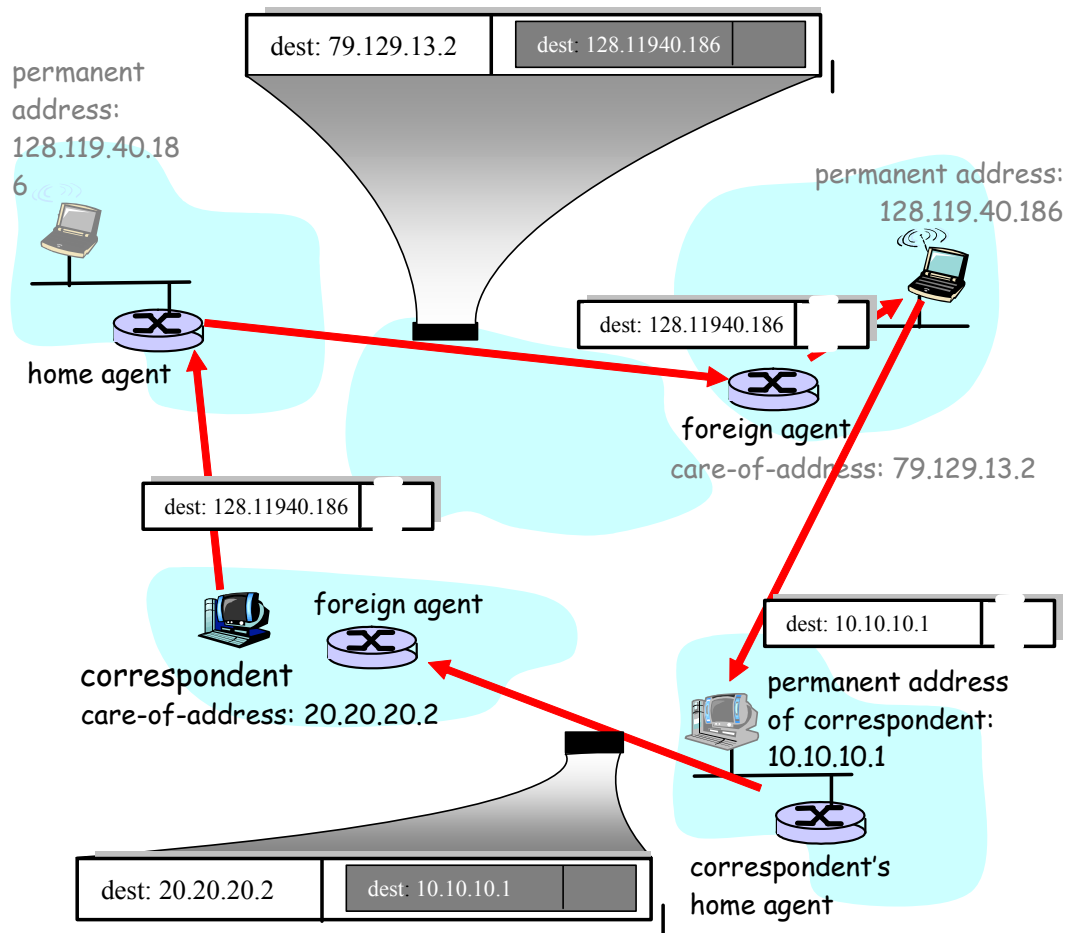 dest: 79.129.13.2
dest: 128.11940.186
permanent
address:
128.119.40.18
6
permanent address:
128.119.40.186
dest: 128.11940.186
home agent
foreign agent
care-of-address: 79.129.13.2
dest: 128.11940.186
foreign agent
correspondent
care-of-address: 20.20.20.2
dest: 10.10.10.1
permanent address
of correspondent:
10.10.10.1
dest: 20.20.20.2
dest: 10.10.10.1
correspondent's
home agent